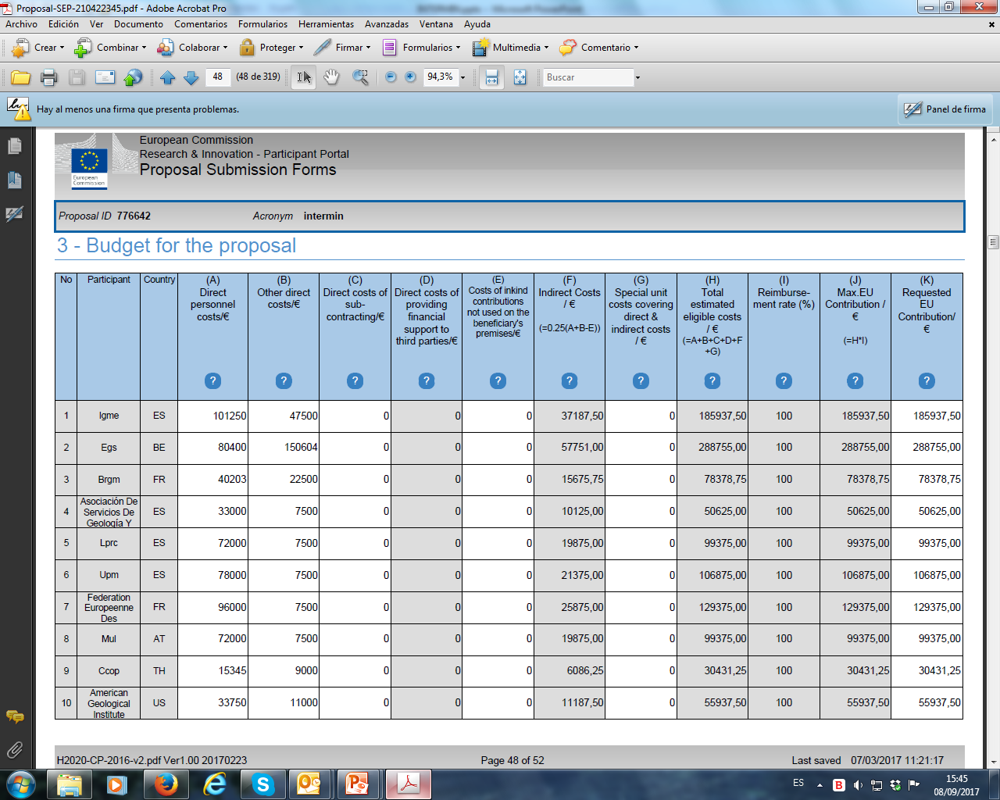 Proposal-SEP-210422345.pdf - Adobe Acrobat Pro
Archivo Edición Ver Documento Comentarios Formularios Herramientas Avanzadas Ventana Ayuda
Crear Combinar Colaborar Proteger Firmar Formularios Multimedia Comentario
48 (48 de 319) 94,3% Buscar
Hay al menos una firma que presenta problemas. Panel de firma
European Commission
Research & Innovation - Participant Portal
Proposal Submission Forms
European
Commission
Proposal ID 776642 Acronym intermin
3 - Budget for the proposal
No
Participant
Country
(A)
Direct
personnel
costs/€
?
(B)
Other direct
costs/€
?
(C)
Direct costs of
sub-
contracting/€
?
(D)
Direct costs of
providing
financial
support to
third parties/€
?
(E)
Costs of inkind
contributions
not used on the
beneficiary's
premises/€
?
(F)
Indirect Costs
/ €
(=0.25(A+B-E))
?
(G)
Special unit
costs covering
direct &
indirect costs
/ €
?
(H)
Total
estimated
eligible costs
/ €
(=A+B+C+D+F
+G)
?
(I)
Reimburse-
ment rate (%)
?
(J)
Max.EU
Contribution /
€
(=H*I)
?
(K)
Requested
EU
Contribution/
€
?
1 Igme ES 101250 47500 0 0 0 37187,50 0 185937,50 100 185937,50 185937,50
2 Egs BE 80400 150604 0 0 0 57751,00 0 288755,00 100 288755,00 288755,00
3 Brgm FR 40203 22500 0 0 0 15675,75 0 78378,75 100 78378,75 78378,75
Asociación De
Servicios De
Geología Y
4 ES 33000 7500 0 0 0 10125,00 0 50625,00 100 50625,00 50625,00
5 Lprc ES 72000 7500 0 0 0 19875,00 0 99375,00 100 99375,00 99375,00
6 Upm ES 78000 7500 0 0 0 21375,00 0 106875,00 100 106875,00 106875,00
Federation
Europeenne
Des
7 FR 96000 7500 0 0 0 25875,00 0 129375,00 100 129375,00 129375,00
8 Mul AT 72000 7500 0 0 0 19875,00 0 99375,00 100 99375,00 99375,00
9 Ccop TH 15345 9000 0 0 0 6086,25 0 30431,25 100 30431,25 30431,25
American
Geological
Institute
10 US 33750 11000 0 0 0 11187,50 0 55937,50 100 55937,50 55937,50
H2020-CP-2016-v2.pdf Ver1.00 20170223 Page 48 of 52 Last saved 07/03/2017 11:21:17
ES 15:45
08/09/2017